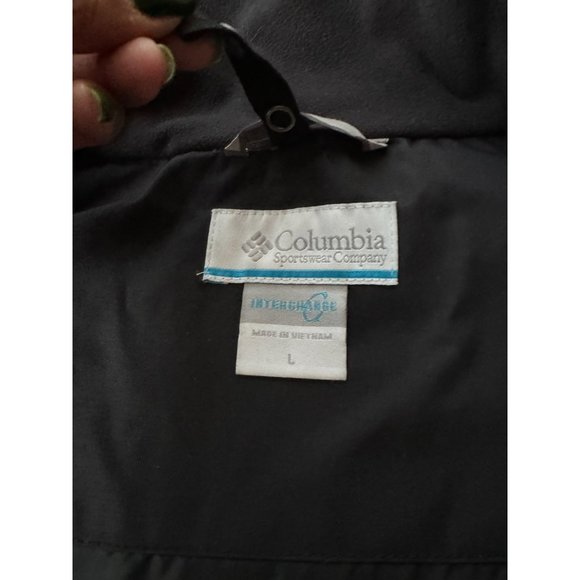 Columbia
Sportswear Company
INTERCHANGE
MADE IN VIETNAM
L